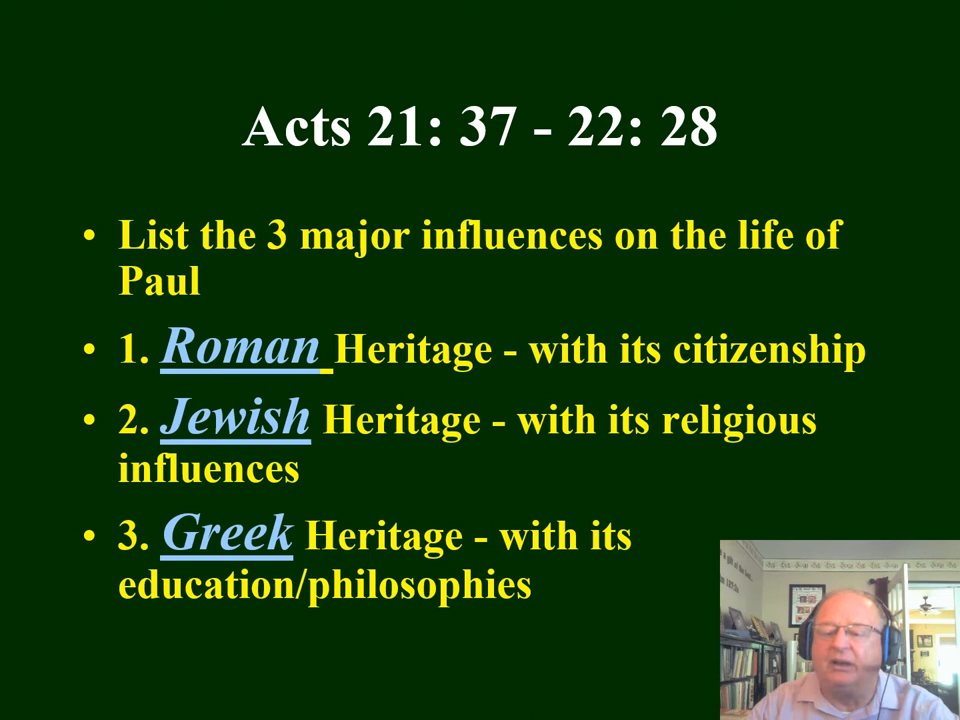 Acts 21: 37 - 22: 28
• List the 3 major influences on the life of
Paul
• 1. Roman Heritage - with its citizenship
• 2. Jewish Heritage - with its religious
influences
• 3. Greek Heritage - with its
education/philosophies